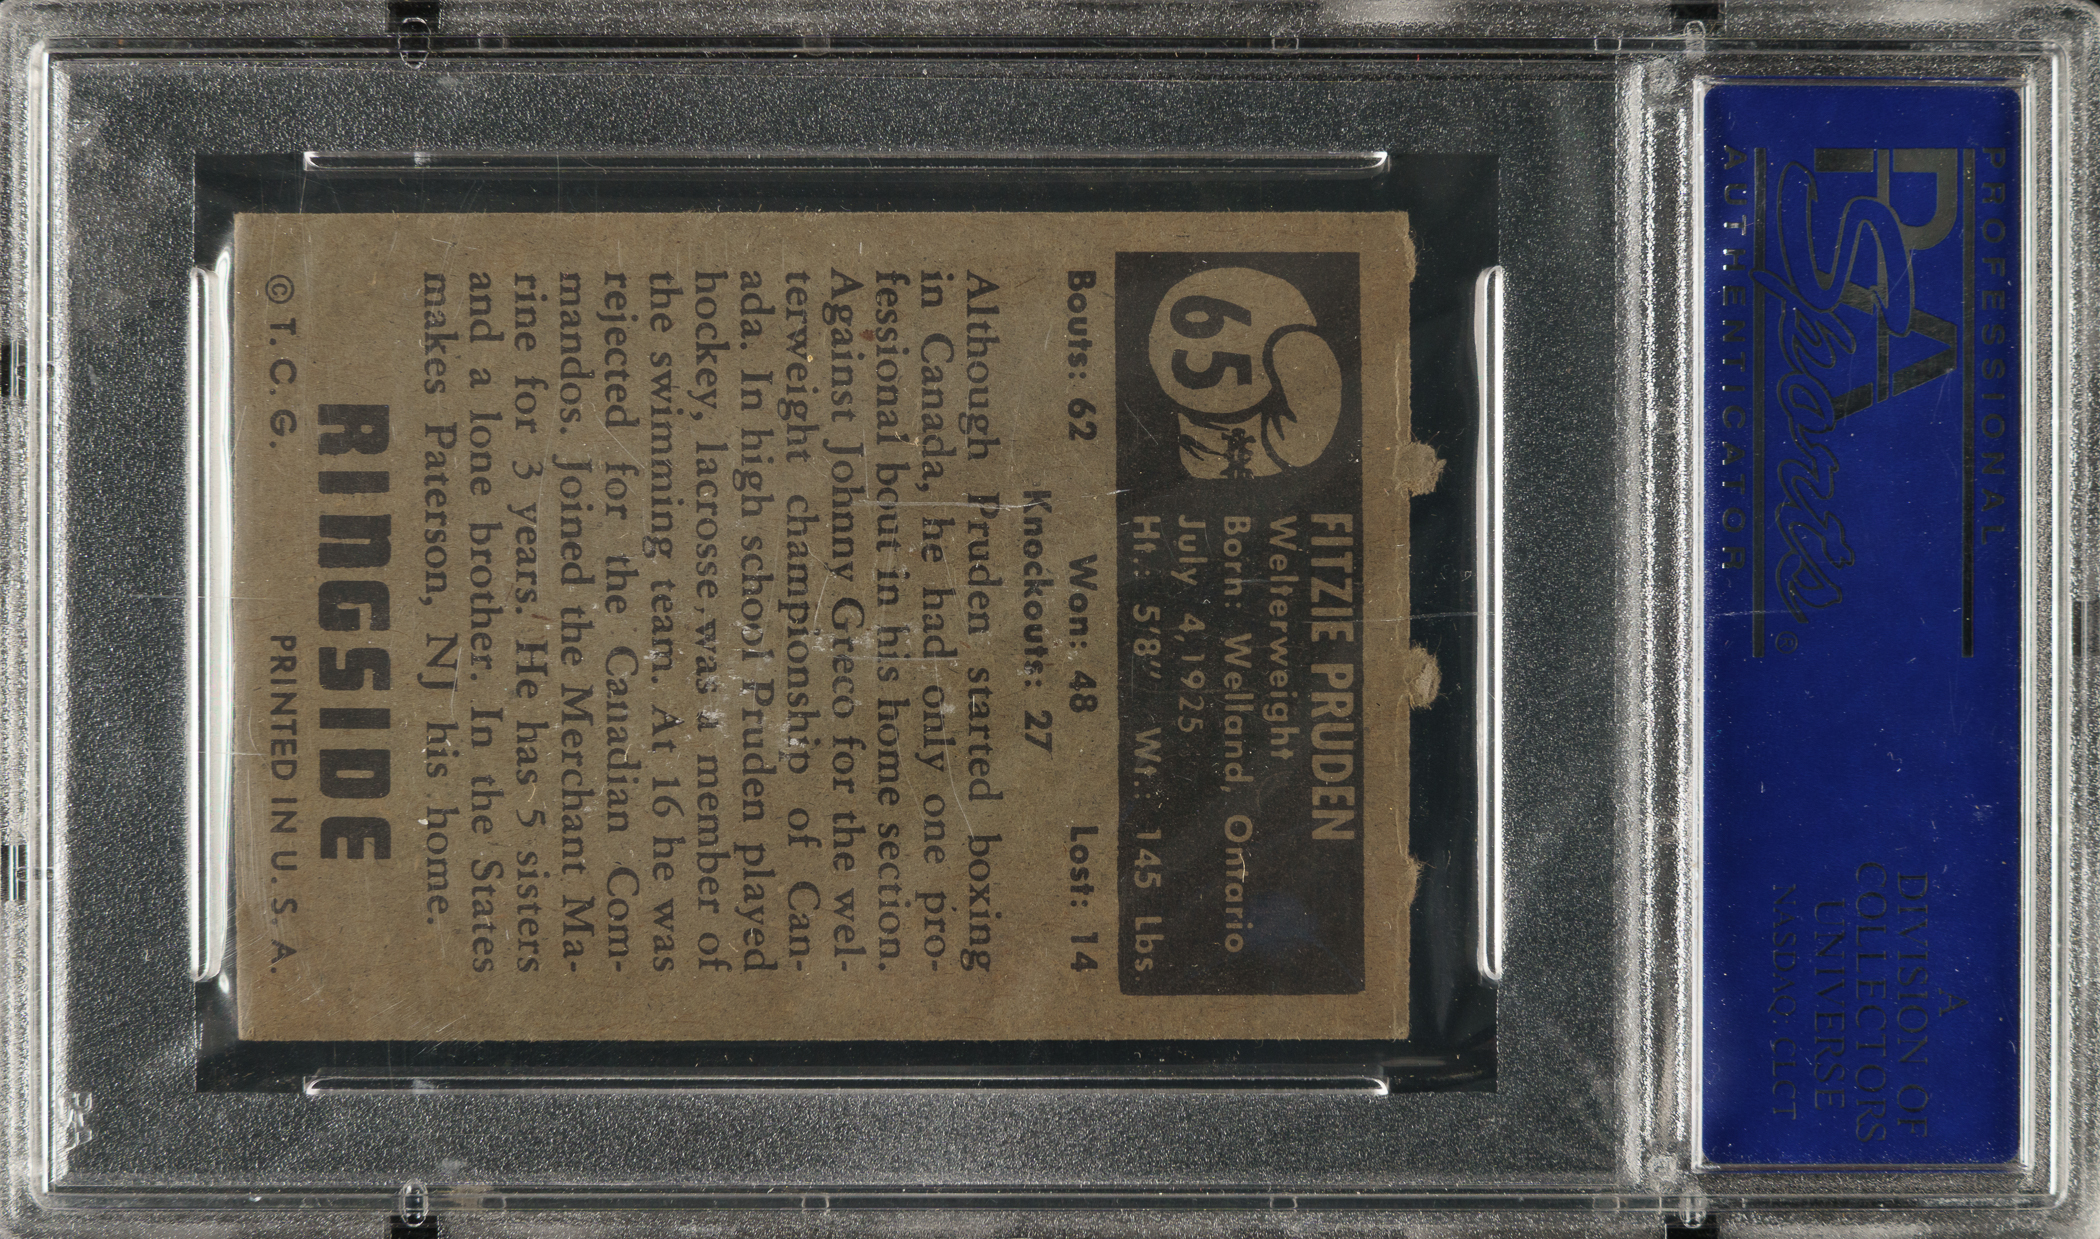 PROFESSIONAL
PSA
Sports®
AUTHENTICATOR
A
DIVISION OF
COLLECTORS
UNIVERSE
NASDAQ: CLCT
65
FITZIE PRUDEN
Welterweight
Born: Welland, Ontario
July 4, 1925
Ht.: 5'8" Wt.: 145 Lbs.
Bouts: 62 Won: 48 Lost: 14
Knockouts: 27
Although Pruden started boxing
in Canada, he had only one pro-
fessional bout in his home section.
Against Johnny Greco for the wel-
terweight championship of Can-
ada. In high school Pruden played
hockey, lacrosse, was a member of
the swimming team. At 16 he was
rejected for the Canadian Com-
mandos. Joined the Merchant Ma-
rine for 3 years. He has 5 sisters
and a lone brother. In the States
makes Paterson, NJ his home.
RINGSIDE
© T. C. G. PRINTED IN U. S. A.
PSA